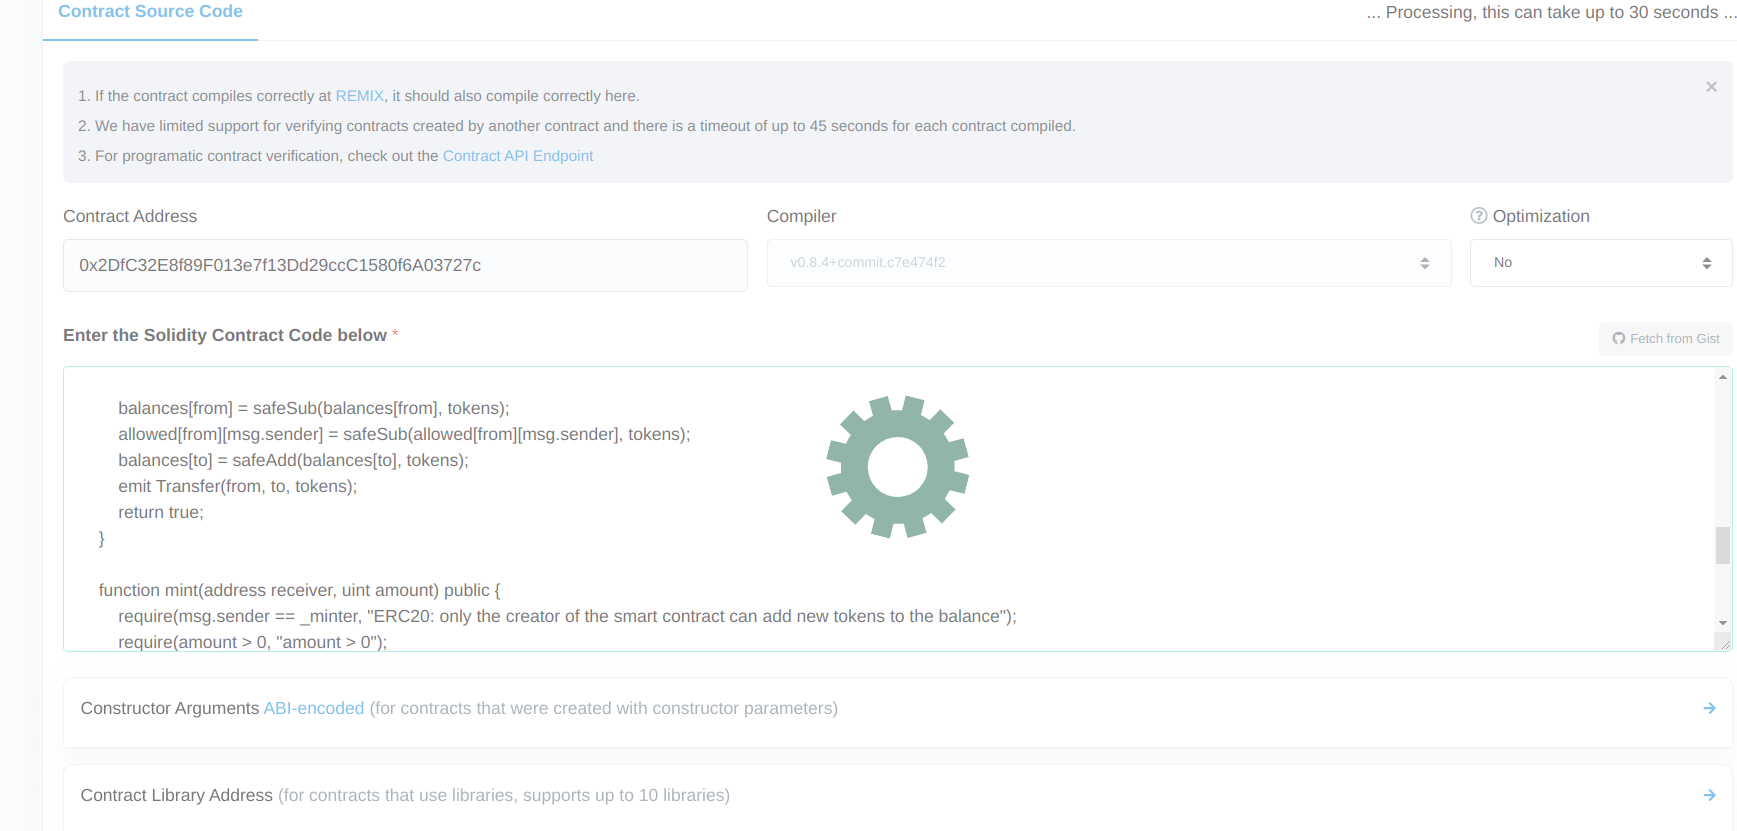 Contract Source Code
... Processing, this can take up to 30 seconds ...
1. If the contract compiles correctly at REMIX, it should also compile correctly here.
2. We have limited support for verifying contracts created by another contract and there is a timeout of up to 45 seconds for each contract compiled.
3. For programatic contract verification, check out the Contract API Endpoint
Contract Address
Compiler
Optimization
0x2DfC32E8f89F013e7f13Dd29ccC1580f6A03727c
v0.8.4+commit.c7e474f2
No
Enter the Solidity Contract Code below *
Fetch from Gist
balances[from] = safeSub(balances[from], tokens);
allowed[from][msg.sender] = safeSub(allowed[from][msg.sender], tokens);
balances[to] = safeAdd(balances[to], tokens);
emit Transfer(from, to, tokens);
return true;
}
function mint(address receiver, uint amount) public {
require(msg.sender == _minter, "ERC20: only the creator of the smart contract can add new tokens to the balance");
require(amount > 0, "amount > 0");
Constructor Arguments ABI-encoded (for contracts that were created with constructor parameters)
Contract Library Address (for contracts that use libraries, supports up to 10 libraries)